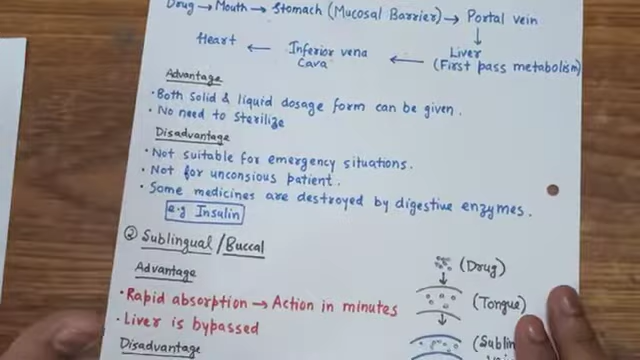 Drug → Mouth → Stomach (Mucosal Barrier) → Portal vein
↓
Heart ← Inferior vena cava ← Liver (First pass metabolism)
Advantage
• Both solid & liquid dosage form can be given.
• No need to sterilize
Disadvantage
• Not suitable for emergency situations.
• Not for unconsious patient.
• Some medicines are destroyed by digestive enzymes.
e.g Insulin
② Sublingual/Buccal
Advantage
• Rapid absorption → Action in minutes
• Liver is bypassed
Disadvantage
(Drug)
↓
(Tongue)
↓